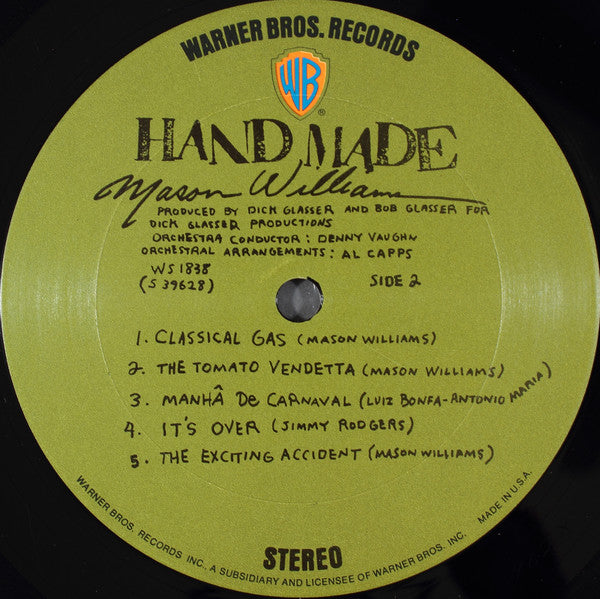 WARNER BROS. RECORDS
WB
®
HAND MADE
Mason Williams
PRODUCED BY DICK GLASSER AND BOB GLASSER FOR
DICK GLASSER PRODUCTIONS
ORCHESTRA CONDUCTOR: DENNY VAUGHN
ORCHESTRAL ARRANGEMENTS: AL CAPPS
WS 1838
(S 39628)
SIDE 2
1. CLASSICAL GAS (MASON WILLIAMS)
2. THE TOMATO VENDETTA (MASON WILLIAMS)
3. MANHÂ De CARNAVAL (LUIZ BONFA-ANTONIO MARIA)
4. IT'S OVER (JIMMY RODGERS)
5. THE EXCITING ACCIDENT (MASON WILLIAMS)
STEREO
WARNER BROS. RECORDS INC. A SUBSIDIARY AND LICENSEE OF WARNER BROS. INC. MADE IN U.S.A.